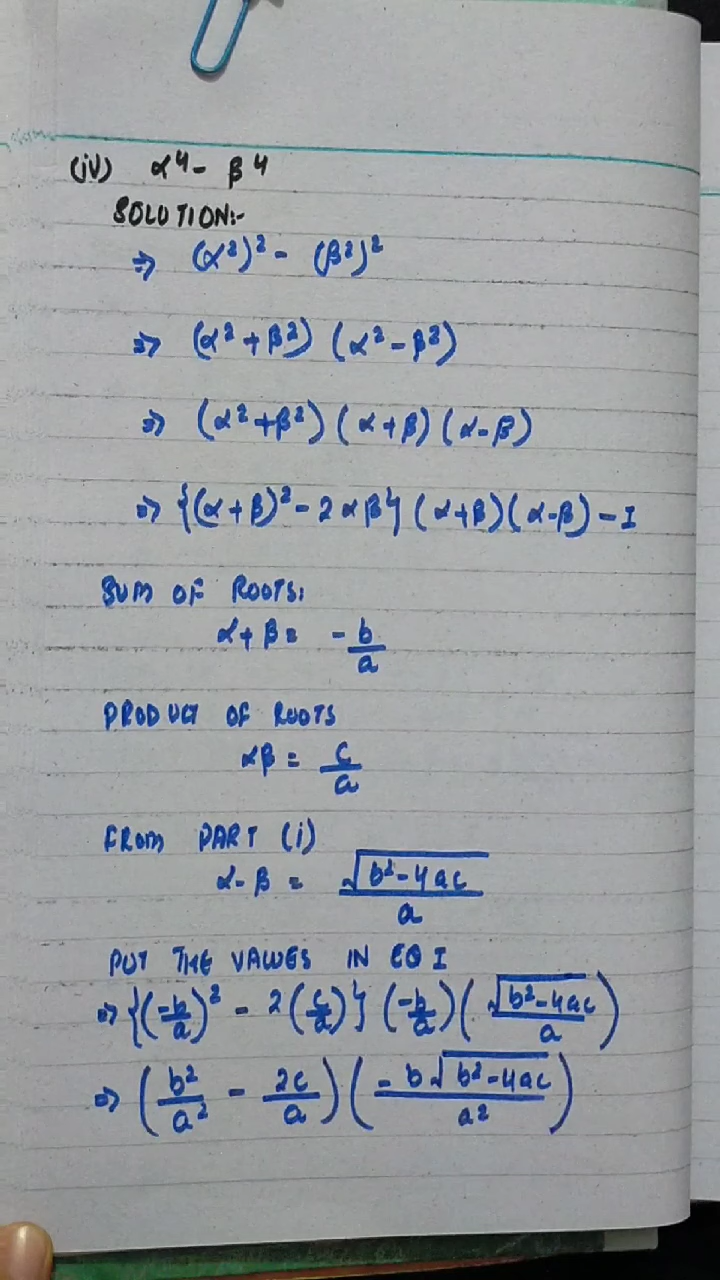 (iv) α⁴ - β⁴
SOLUTION:-
⇒ (α²)² - (β²)²
⇒ (α² + β²) (α² - β²)
⇒ (α² + β²) (α + β) (α - β)
⇒ {(α + β)² - 2αβ} (α + β) (α - β) - I
SUM OF ROOTS:
α + β = -b/a
PRODUCT OF ROOTS
αβ = c/a
FROM PART (i)
α - β = √(b² - 4ac)/a
PUT THE VALUES IN EQ I
⇒ {(-b/a)² - 2(c/a)} (-b/a) (√(b² - 4ac)/a)
⇒ (b²/a² - 2c/a) (-b√(b² - 4ac)/a²)